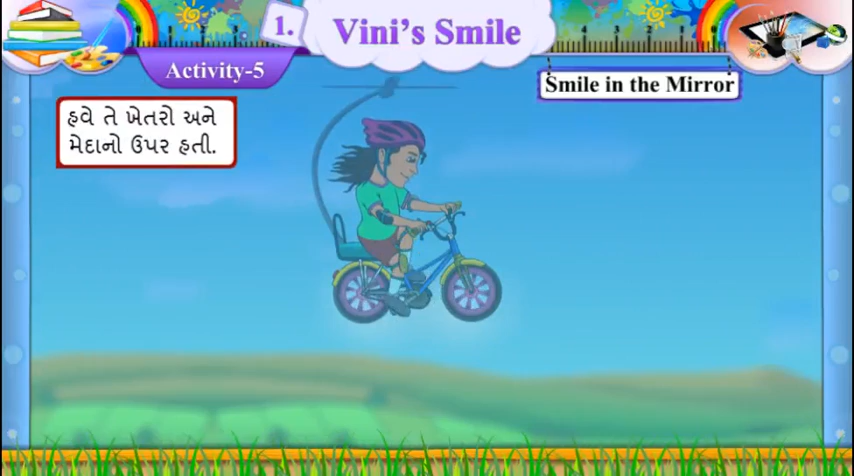 1.
Vini's Smile
Activity-5
Smile in the Mirror
હવે તે ખેતરો અને
મેદાનો ઉપર હતી.